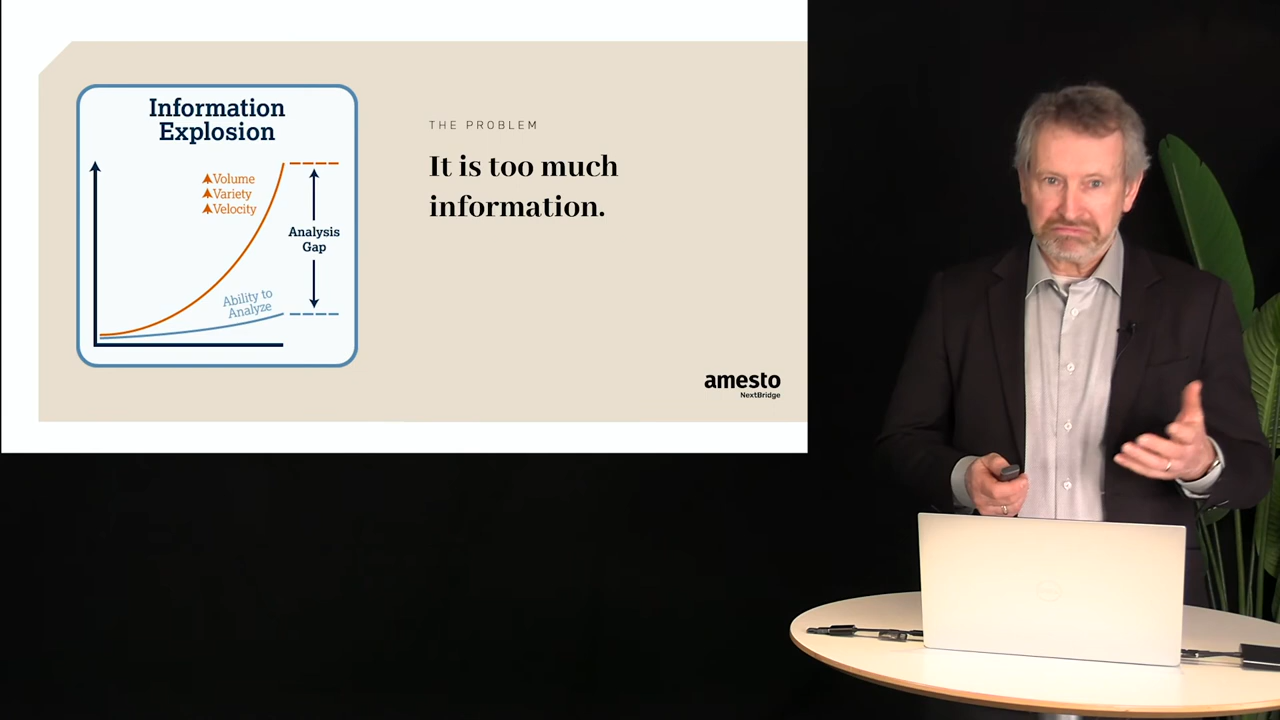 Information
Explosion
Volume
Variety
Velocity
Analysis
Gap
Ability to
Analyze
THE PROBLEM
It is too much
information.
amesto
NextBridge